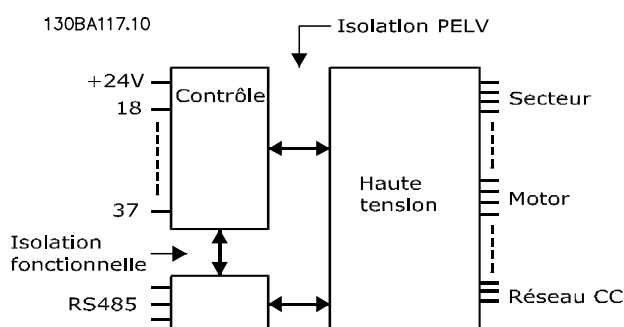 130BA117.10
Isolation PELV
+24V
Contrôle
18
37
Haute
tension
Secteur
Motor
Isolation
fonctionnelle
RS485
Réseau CC